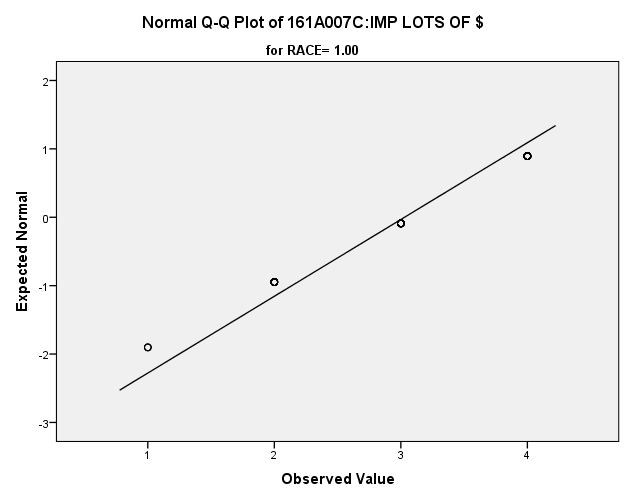 Normal Q-Q Plot of 161A007C:IMP LOTS OF $
for RACE= 1.00
2
1
0
-1
-2
-3
Expected Normal
1 2 3 4
Observed Value